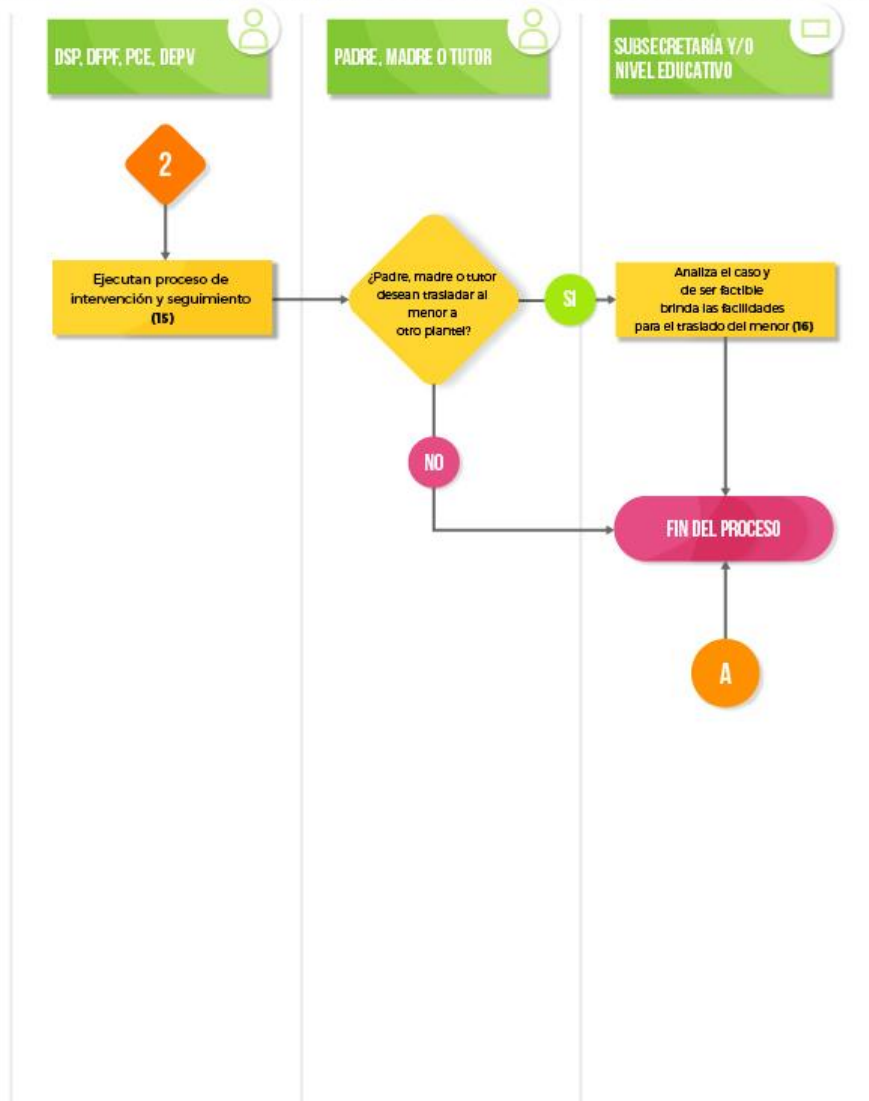 DSP, DFPF, PCE, DEPV
PADRE, MADRE O TUTOR
SUBSECRETARÍA Y/O
NIVEL EDUCATIVO
2
Ejecutan proceso de
intervención y seguimiento
(15)
¿Padre, madre o tutor
desean trasladar al
menor a
otro plantel?
SI
Analiza el caso y
de ser factible
brinda las facilidades
para el traslado del menor (16)
NO
FIN DEL PROCESO
A